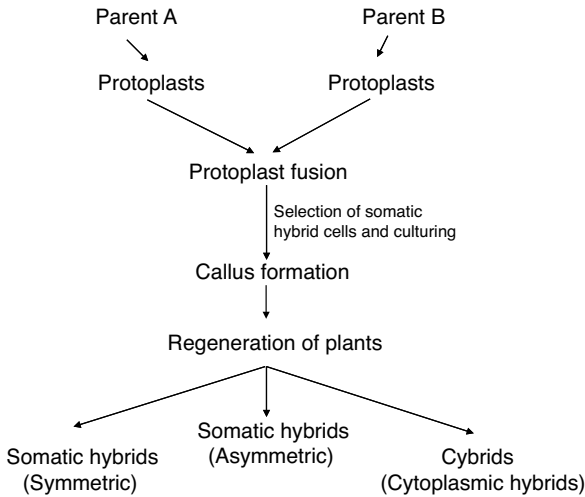 Parent A
Parent B
Protoplasts
Protoplasts
Protoplast fusion
Selection of somatic
hybrid cells and culturing
Callus formation
Regeneration of plants
Somatic hybrids
(Symmetric)
Somatic hybrids
(Asymmetric)
Cybrids
(Cytoplasmic hybrids)